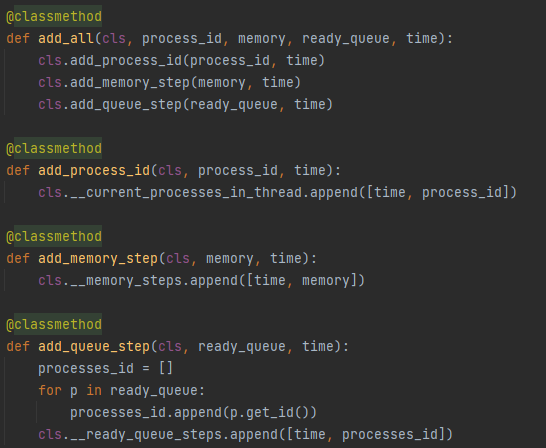 @classmethod
def add_all(cls, process_id, memory, ready_queue, time):
    cls.add_process_id(process_id, time)
    cls.add_memory_step(memory, time)
    cls.add_queue_step(ready_queue, time)

@classmethod
def add_process_id(cls, process_id, time):
    cls.__current_processes_in_thread.append([time, process_id])

@classmethod
def add_memory_step(cls, memory, time):
    cls.__memory_steps.append([time, memory])

@classmethod
def add_queue_step(cls, ready_queue, time):
    processes_id = []
    for p in ready_queue:
        processes_id.append(p.get_id())
    cls.__ready_queue_steps.append([time, processes_id])